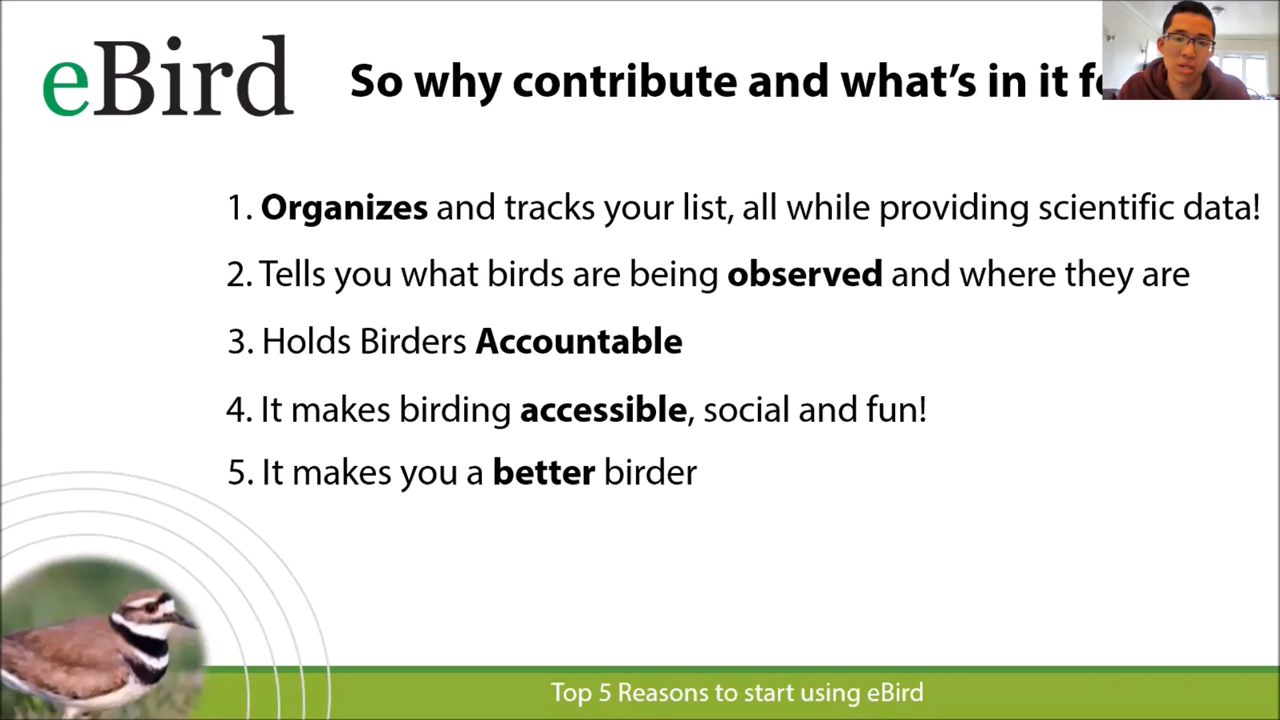 eBird
So why contribute and what's in it
1. Organizes and tracks your list, all while providing scientific data!
2. Tells you what birds are being observed and where they are
3. Holds Birders Accountable
4. It makes birding accessible, social and fun!
5. It makes you a better birder
Top 5 Reasons to start using eBird